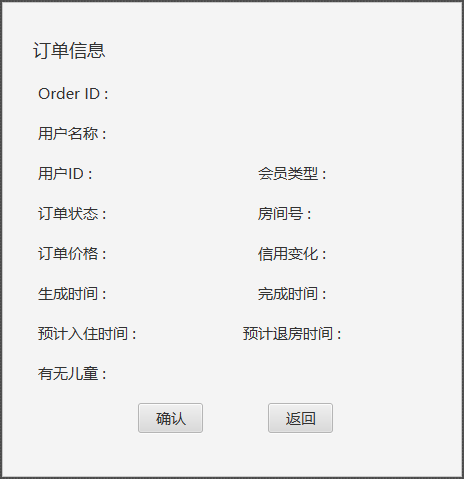 订单信息
Order ID :
用户名称 :
用户ID : 会员类型 :
订单状态 : 房间号 :
订单价格 : 信用变化 :
生成时间 : 完成时间 :
预计入住时间 : 预计退房时间 :
有无儿童 :
确认 返回